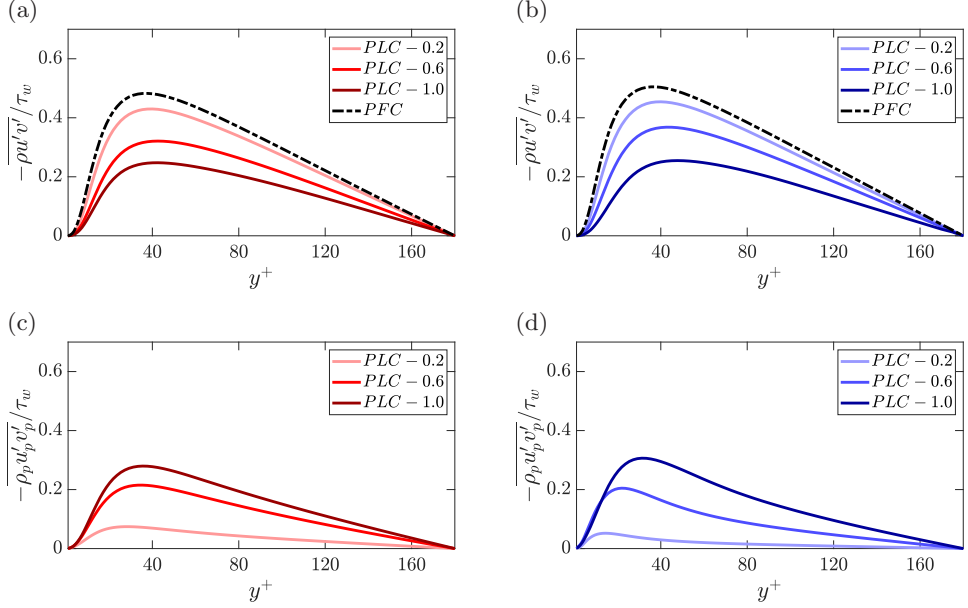 (a)
(b)
$-\overline{\rho u'v'}/\tau_w$
0.6
0.4
0.2
0
PLC − 0.2
PLC − 0.6
PLC − 1.0
PFC
40 80 120 160
$y^+$
$-\overline{\rho u'v'}/\tau_w$
0.6
0.4
0.2
0
PLC − 0.2
PLC − 0.6
PLC − 1.0
PFC
40 80 120 160
$y^+$
(c)
(d)
$-\overline{\rho_p u'_p v'_p}/\tau_w$
0.6
0.4
0.2
0
PLC − 0.2
PLC − 0.6
PLC − 1.0
40 80 120 160
$y^+$
$-\overline{\rho_p u'_p v'_p}/\tau_w$
0.6
0.4
0.2
0
PLC − 0.2
PLC − 0.6
PLC − 1.0
40 80 120 160
$y^+$